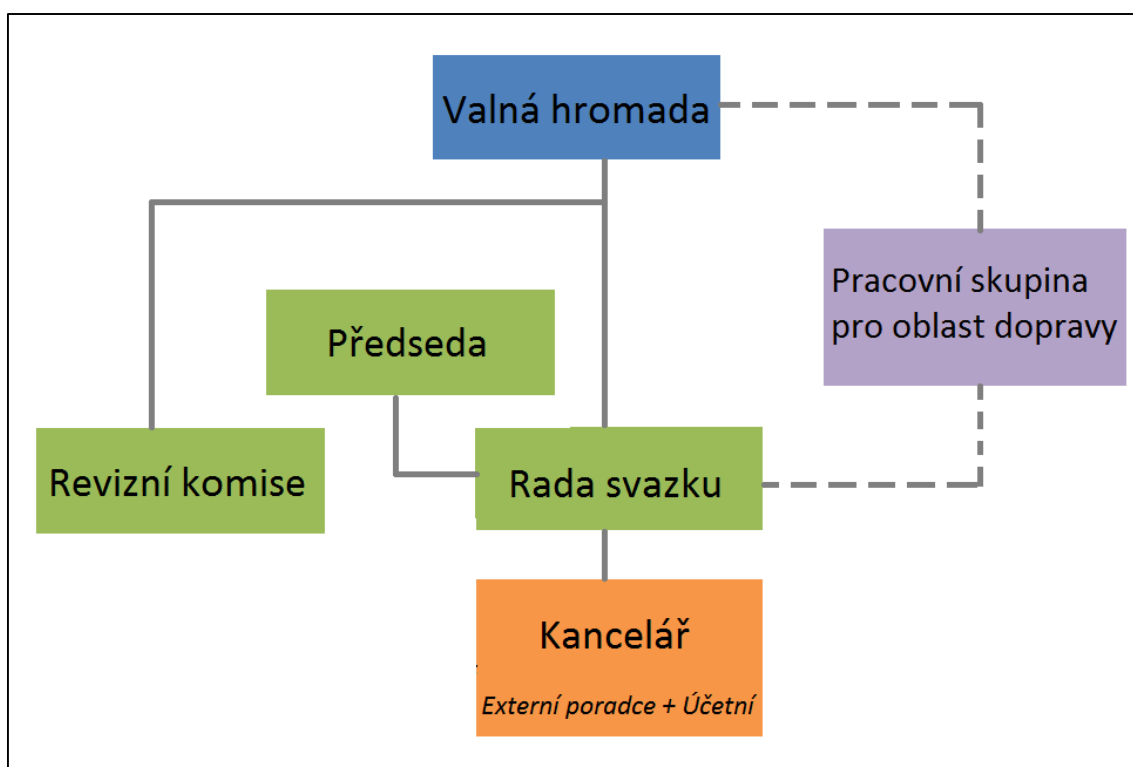 Valná hromada
Pracovní skupina
pro oblast dopravy
Předseda
Revizní komise
Rada svazku
Kancelář
Externí poradce + Účetní